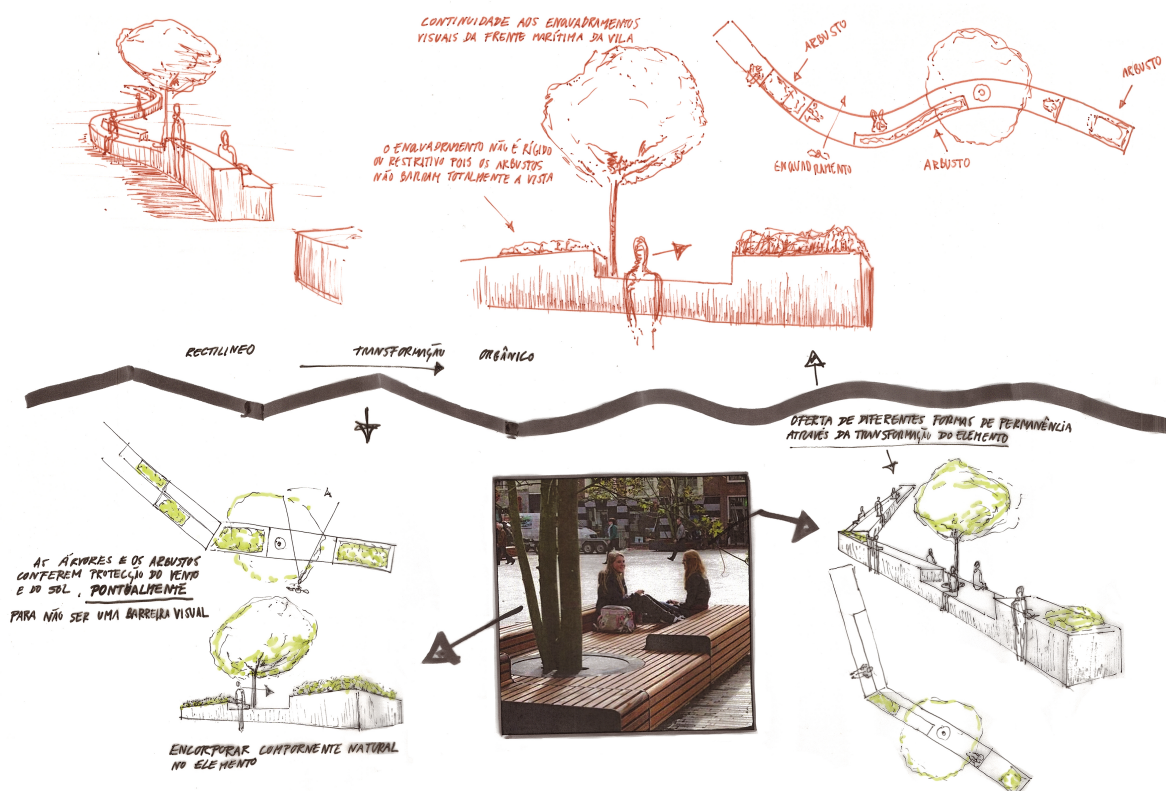 CONTINUIDADE AOS ENQUADRAMENTOS
VISUAIS DA FRENTE MARÍTIMA DA VILA
ARBUSTO
ARBUSTO
O ENQUADRAMENTO NÃO É RÍGIDO
OU RESTRITIVO POIS OS ARBUSTOS
NÃO BARRAM TOTALMENTE A VISTA
ENQUADRAMENTO
ARBUSTO
RECTILINEO
TRANSFORMAÇÃO
ORGÂNICO
OFERTA DE DIFERENTES FORMAS DE PERMANÊNCIA
ATRAVÉS DA TRANSFORMAÇÃO DO ELEMENTO
AS ÁRVORES E OS ARBUSTOS
CONFEREM PROTECÇÃO DO VENTO
E DO SOL, PONTUALMENTE
PARA NÃO SER UMA BARREIRA VISUAL
ENCORPORAR COMPORNENTE NATURAL
NO ELEMENTO